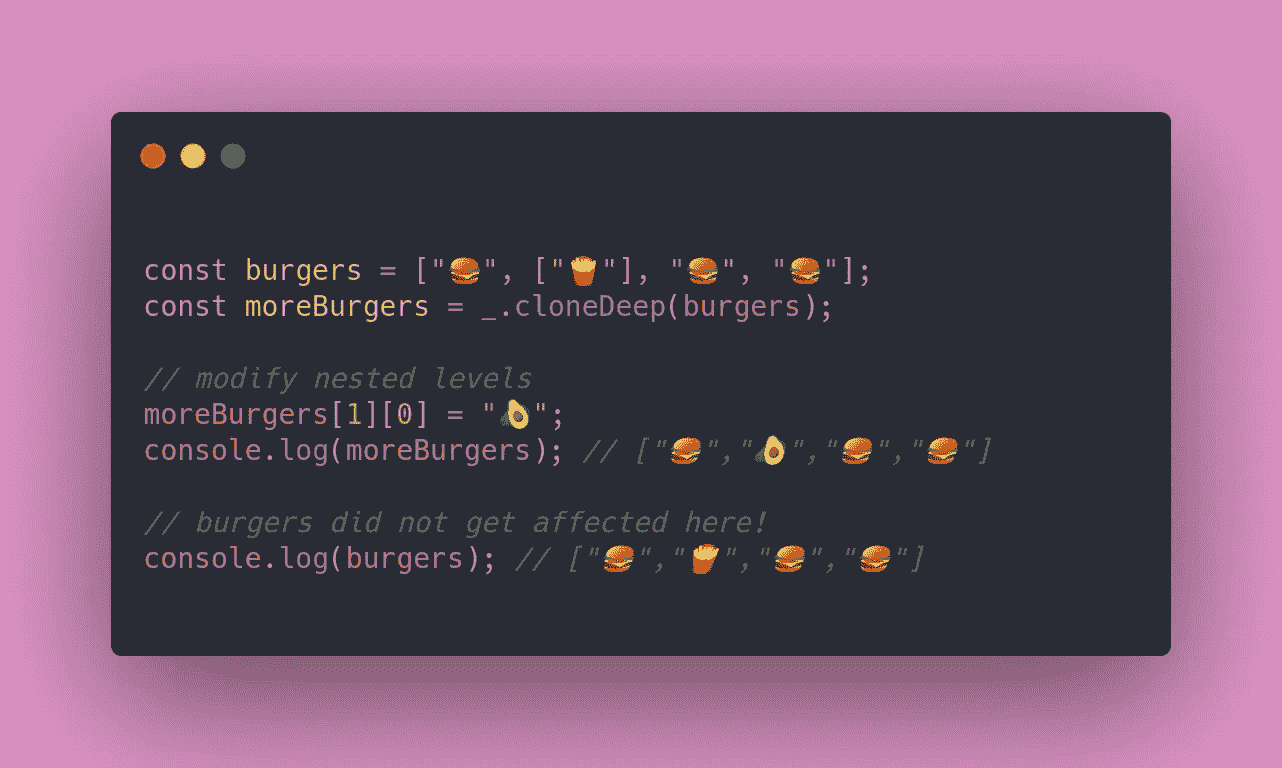 const burgers = ["🍔", ["🍟"], "🍔", "🍔"];
const moreBurgers = _.cloneDeep(burgers);
// modify nested levels
moreBurgers[1][0] = "🥑";
console.log(moreBurgers); // ["🍔","🥑","🍔","🍔"]
// burgers did not get affected here!
console.log(burgers); // ["🍔","🍟","🍔","🍔"]